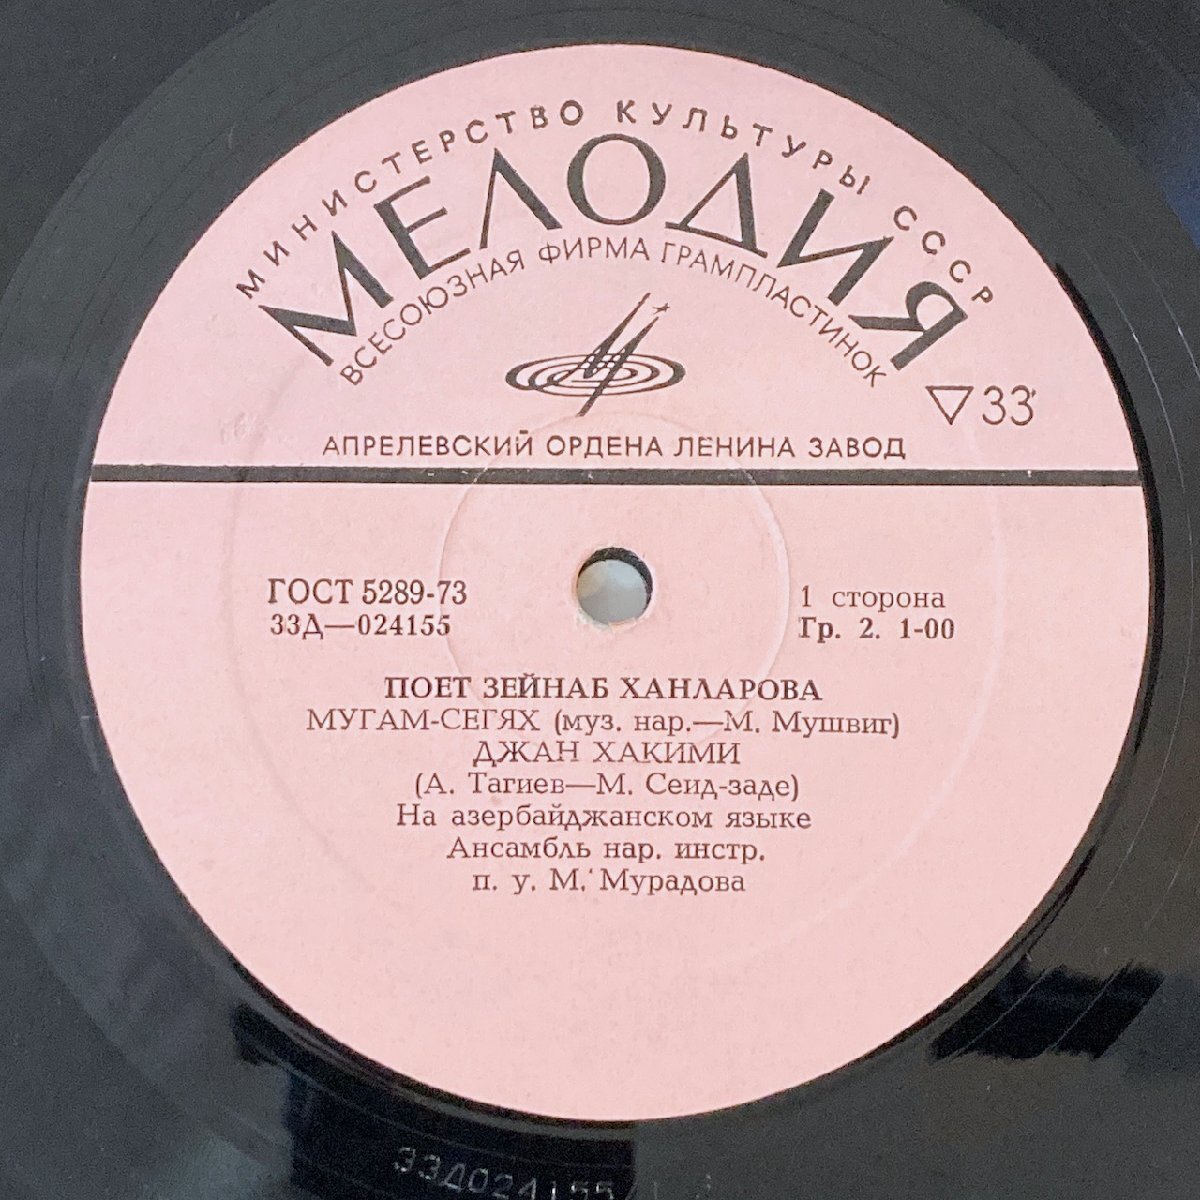 МИНИСТЕРСТВО КУЛЬТУРЫ СССР
МЕЛОДИЯ
ВСЕСОЮЗНАЯ ФИРМА ГРАМПЛАСТИНОК
▽33
АПРЕЛЕВСКИЙ ОРДЕНА ЛЕНИНА ЗАВОД
ГОСТ 5289-73
33Д—024155
1 сторона
Гр. 2. 1-00
ПОЕТ ЗЕЙНАБ ХАНЛАРОВА
МУГАМ-СЕГЯХ (муз. нар.—М. Мушвиг)
ДЖАН ХАКИМИ
(А. Тагиев—М. Сеид-заде)
На азербайджанском языке
Ансамбль нар. инстр.
п. у. М. Мурадова
33Д024155